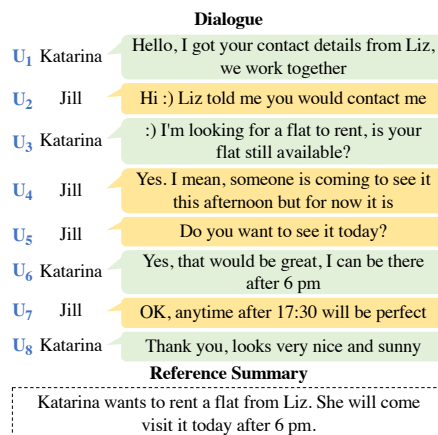 Dialogue
U1 Katarina Hello, I got your contact details from Liz,
we work together
U2 Jill Hi :) Liz told me you would contact me
U3 Katarina :) I'm looking for a flat to rent, is your
flat still available?
U4 Jill Yes. I mean, someone is coming to see it
this afternoon but for now it is
U5 Jill Do you want to see it today?
U6 Katarina Yes, that would be great, I can be there
after 6 pm
U7 Jill OK, anytime after 17:30 will be perfect
U8 Katarina Thank you, looks very nice and sunny
Reference Summary
Katarina wants to rent a flat from Liz. She will come
visit it today after 6 pm.